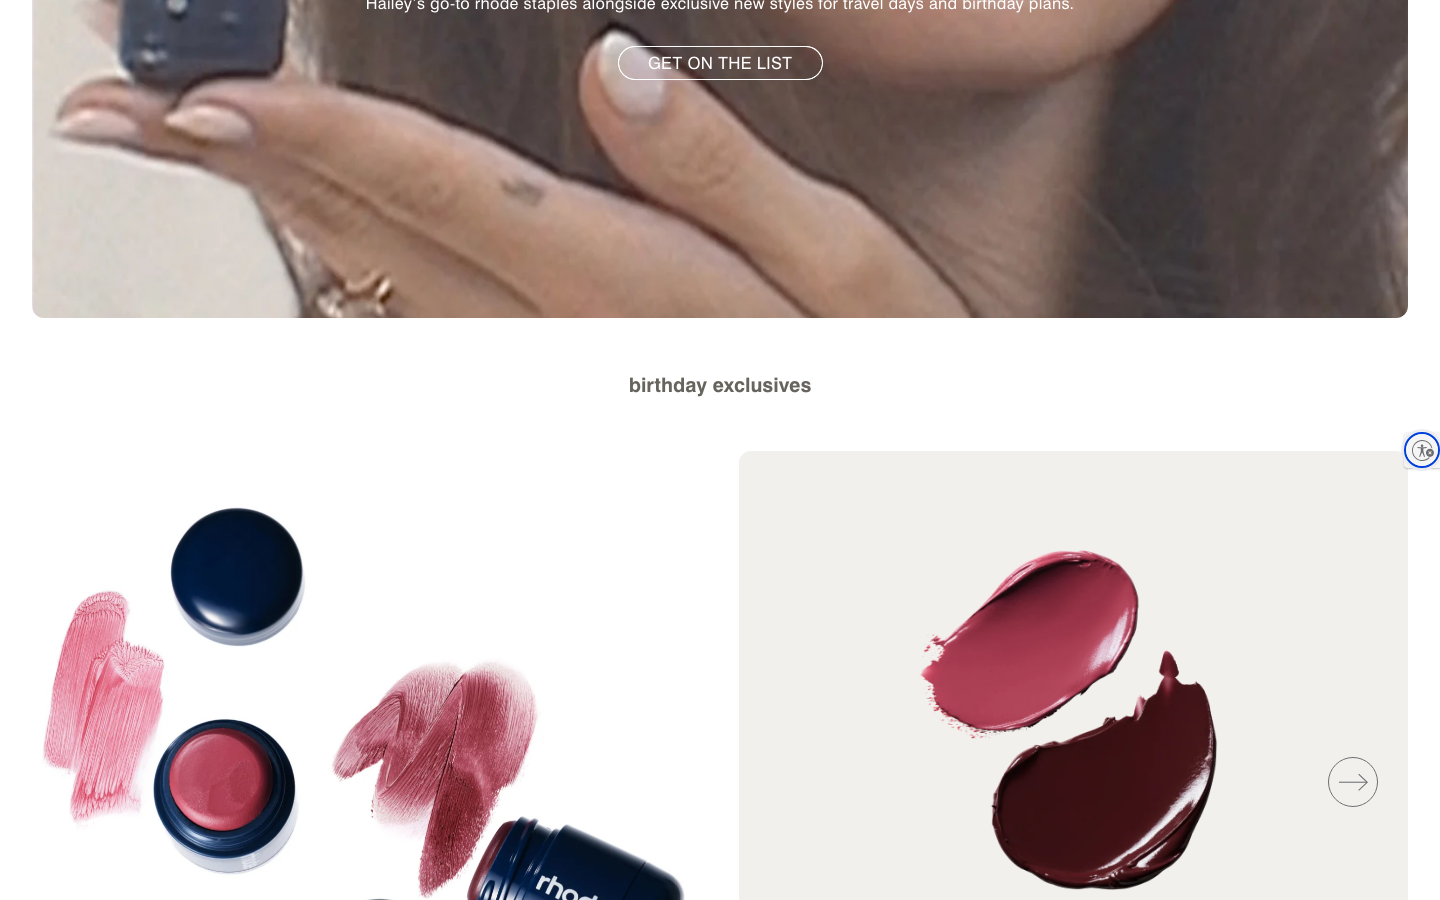 Hailey's go-to rhode staples alongside exclusive new styles for travel days and birthday plans.
GET ON THE LIST
birthday exclusives